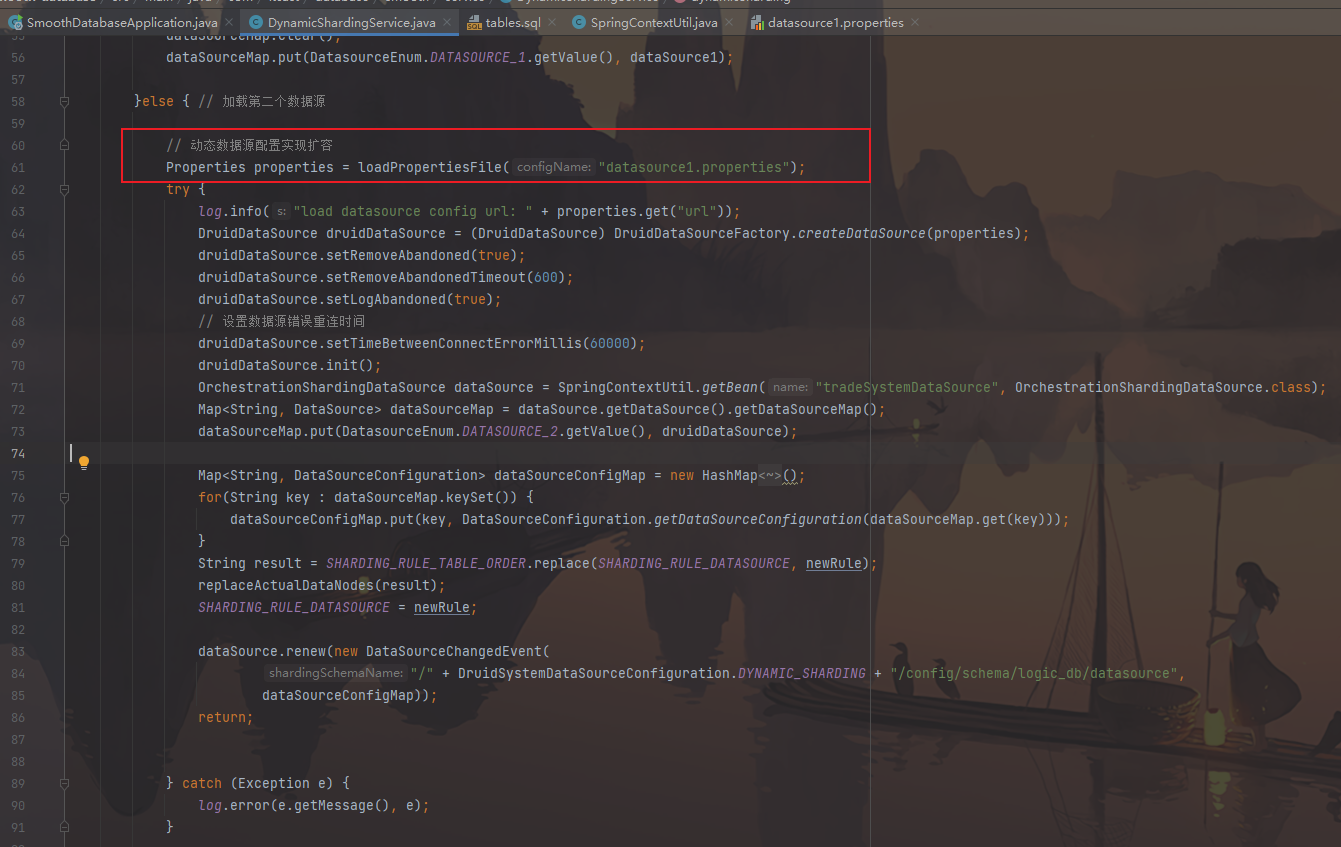 SmoothDatabaseApplication.java DynamicShardingService.java tables.sql SpringContextUtil.java datasource1.properties
55 dataSourceMap.clear();
56 dataSourceMap.put(DatasourceEnum.DATASOURCE_1.getValue(), dataSource1);
57
58 }else { // 加载第二个数据源
59
60 // 动态数据源配置实现扩容
61 Properties properties = loadPropertiesFile( configName: "datasource1.properties");
62 try {
63 log.info( s: "load datasource config url: " + properties.get("url"));
64 DruidDataSource druidDataSource = (DruidDataSource) DruidDataSourceFactory.createDataSource(properties);
65 druidDataSource.setRemoveAbandoned(true);
66 druidDataSource.setRemoveAbandonedTimeout(600);
67 druidDataSource.setLogAbandoned(true);
68 // 设置数据源错误重连时间
69 druidDataSource.setTimeBetweenConnectErrorMillis(60000);
70 druidDataSource.init();
71 OrchestrationShardingDataSource dataSource = SpringContextUtil.getBean( name: "tradeSystemDataSource", OrchestrationShardingDataSource.class);
72 Map<String, DataSource> dataSourceMap = dataSource.getDataSource().getDataSourceMap();
73 dataSourceMap.put(DatasourceEnum.DATASOURCE_2.getValue(), druidDataSource);
74
75 Map<String, DataSourceConfiguration> dataSourceConfigMap = new HashMap<~>();
76 for(String key : dataSourceMap.keySet()) {
77 dataSourceConfigMap.put(key, DataSourceConfiguration.getDataSourceConfiguration(dataSourceMap.get(key)));
78 }
79 String result = SHARDING_RULE_TABLE_ORDER.replace(SHARDING_RULE_DATASOURCE, newRule);
80 replaceActualDataNodes(result);
81 SHARDING_RULE_DATASOURCE = newRule;
82
83 dataSource.renew(new DataSourceChangedEvent(
84 shardingSchemaName: "/" + DruidSystemDataSourceConfiguration.DYNAMIC_SHARDING + "/config/schema/logic_db/datasource",
85 dataSourceConfigMap));
86 return;
87
88
89 } catch (Exception e) {
90 log.error(e.getMessage(), e);
91 }